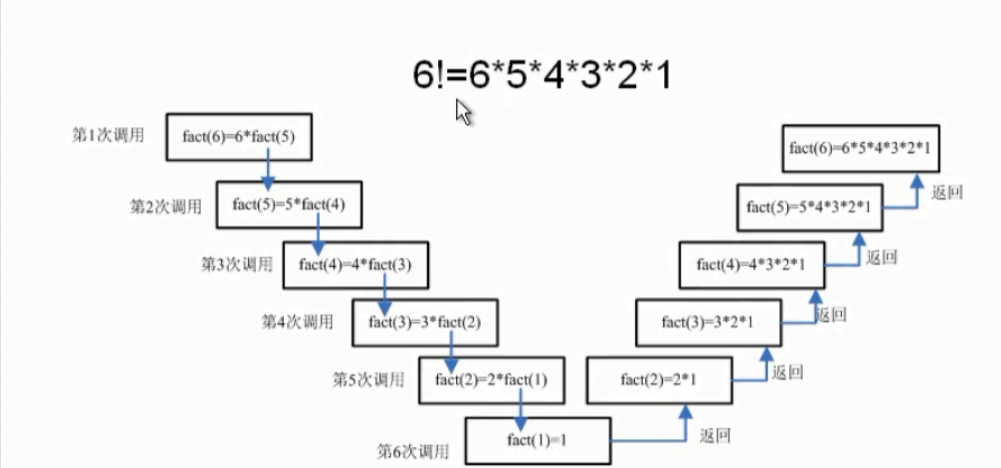 6!=6*5*4*3*2*1
第1次调用
fact(6)=6*fact(5)
第2次调用
fact(5)=5*fact(4)
第3次调用
fact(4)=4*fact(3)
第4次调用
fact(3)=3*fact(2)
第5次调用
fact(2)=2*fact(1)
第6次调用
fact(1)=1
返回
fact(2)=2*1
返回
fact(3)=3*2*1
返回
fact(4)=4*3*2*1
返回
fact(5)=5*4*3*2*1
返回
fact(6)=6*5*4*3*2*1